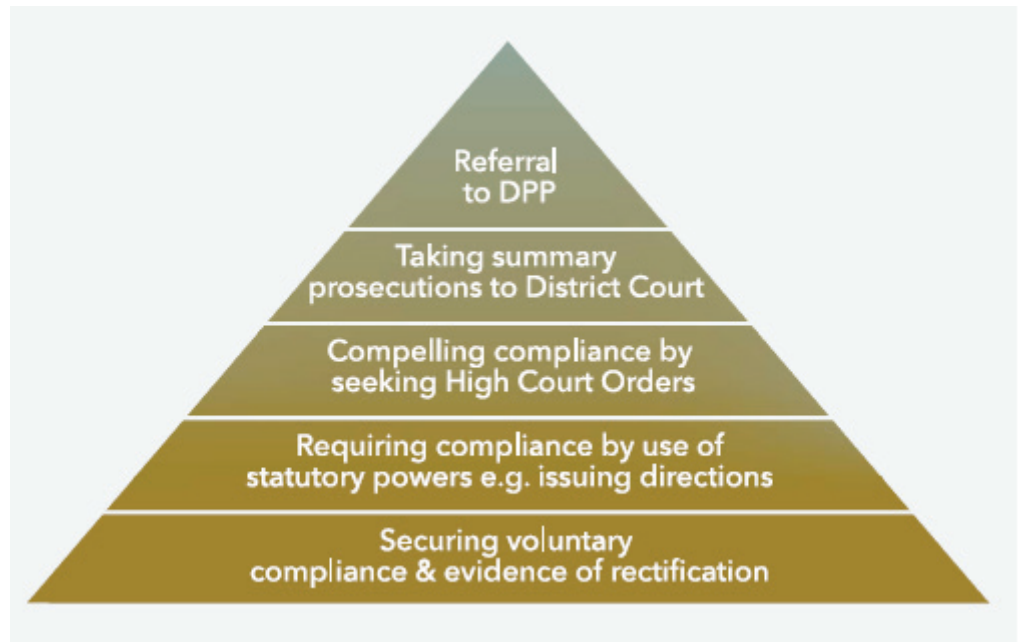 Referral
to DPP
Taking summary
prosecutions to District Court
Compelling compliance by
seeking High Court Orders
Requiring compliance by use of
statutory powers e.g. issuing directions
Securing voluntary
compliance & evidence of rectification